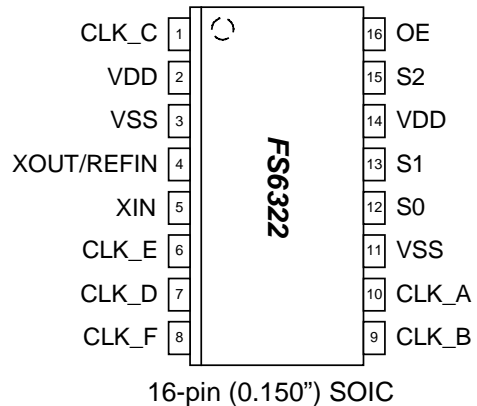 CLK_C 1 16 OE
VDD 2 15 S2
VSS 3 14 VDD
XOUT/REFIN 4 13 S1
XIN 5 12 S0
CLK_E 6 11 VSS
CLK_D 7 10 CLK_A
CLK_F 8 9 CLK_B
FS6322
16-pin (0.150") SOIC